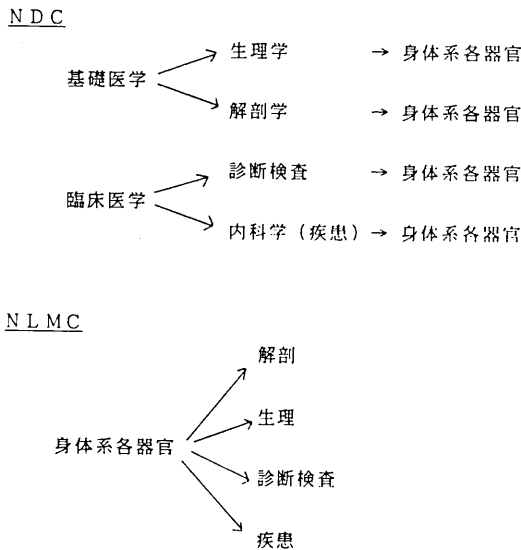 NDC
基礎医学
生理学 → 身体系各器官
解剖学 → 身体系各器官
臨床医学
診断検査 → 身体系各器官
内科学（疾患）→ 身体系各器官
NLMC
身体系各器官
解剖
生理
診断検査
疾患